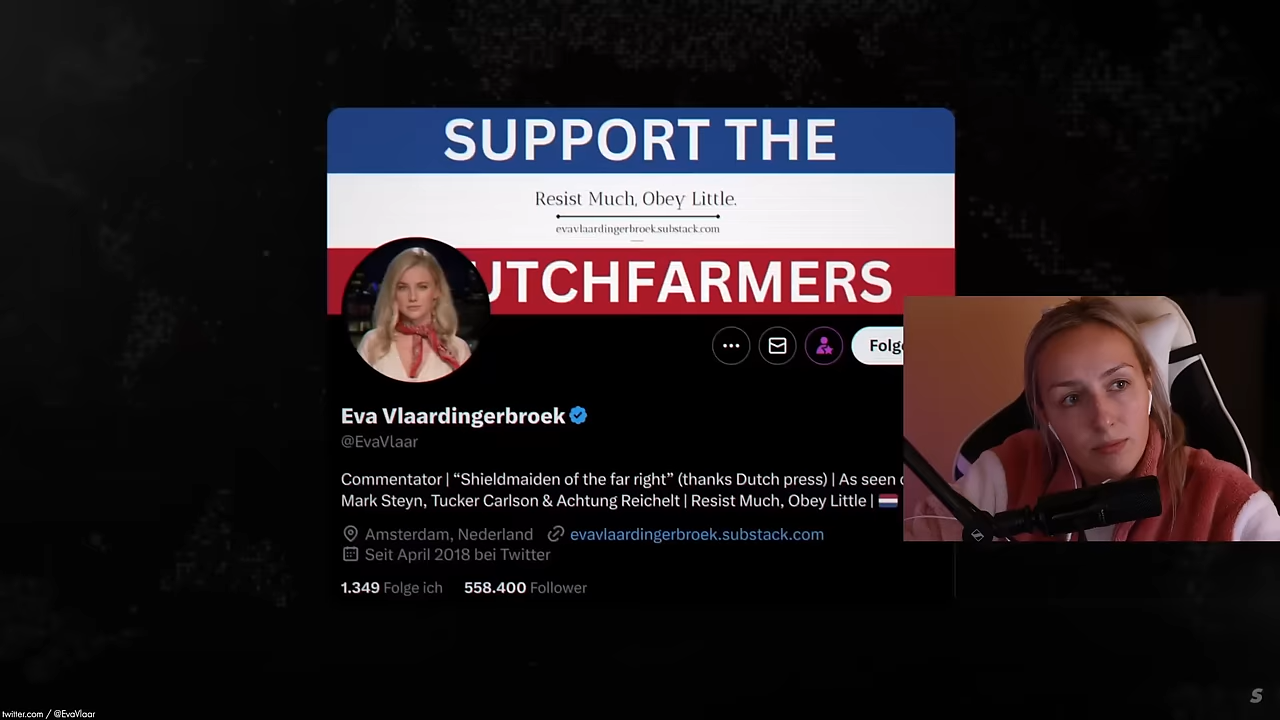 SUPPORT THE
Resist Much, Obey Little.
evavlaardingerbroek.substack.com
UTCHFARMERS
Folge
Eva Vlaardingerbroek
@EvaVlaar
Commentator | “Shieldmaiden of the far right” (thanks Dutch press) | As seen
Mark Steyn, Tucker Carlson & Achtung Reichelt | Resist Much, Obey Little |
Amsterdam, Nederland evavlaardingerbroek.substack.com
Seit April 2018 bei Twitter
1.349 Folge ich 558.400 Follower
twitter.com / @EvaVlaar
S